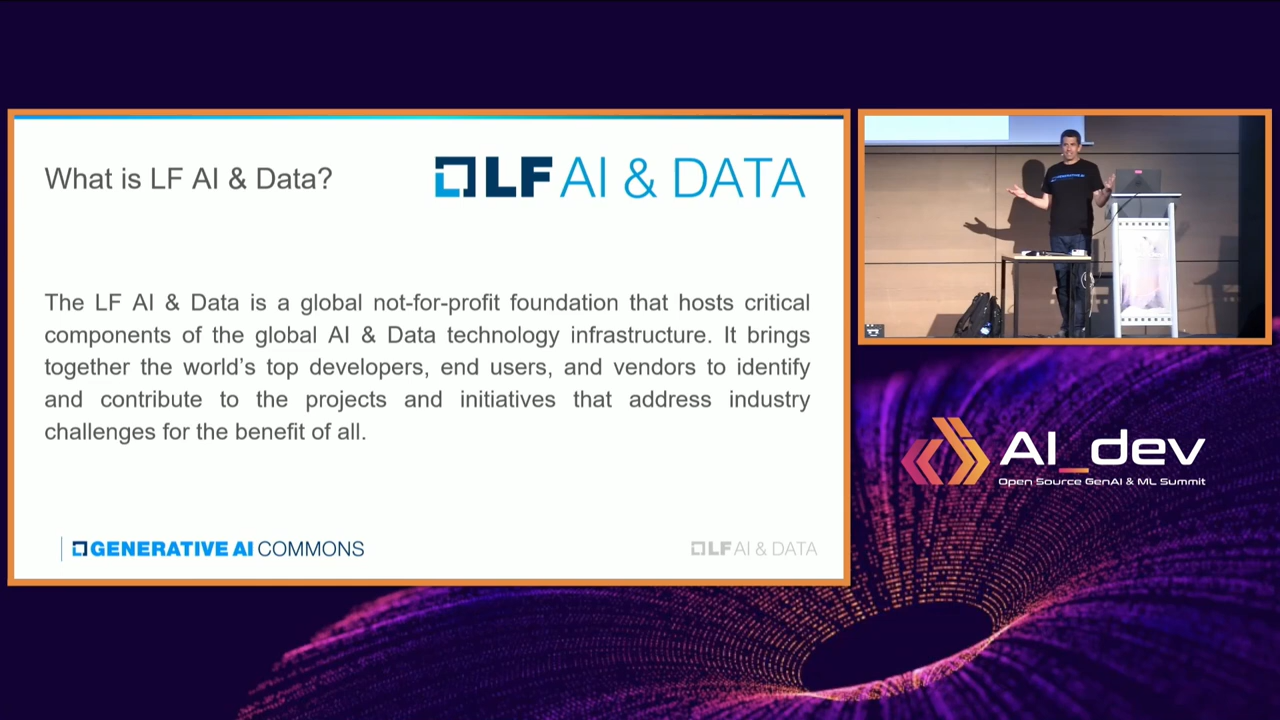 What is LF AI & Data?
LF AI & DATA
The LF AI & Data is a global not-for-profit foundation that hosts critical
components of the global AI & Data technology infrastructure. It brings
together the world's top developers, end users, and vendors to identify
and contribute to the projects and initiatives that address industry
challenges for the benefit of all.
GENERATIVE AI COMMONS
LF AI & DATA
AI_dev
Open Source GenAI & ML Summit